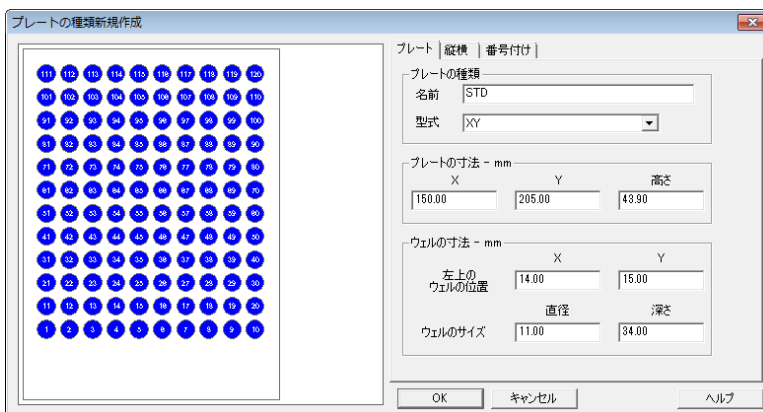 プレートの種類新規作成
111 112 113 114 115 116 117 118 119 120
101 102 103 104 105 106 107 108 109 110
91 92 93 94 95 96 97 98 99 100
81 82 83 84 85 86 87 88 89 90
71 72 73 74 75 76 77 78 79 80
61 62 63 64 65 66 67 68 69 70
51 52 53 54 55 56 57 58 59 60
41 42 43 44 45 46 47 48 49 50
31 32 33 34 35 36 37 38 39 40
21 22 23 24 25 26 27 28 29 30
11 12 13 14 15 16 17 18 19 20
1 2 3 4 5 6 7 8 9 10
プレート 縦横 番号付け
プレートの種類
名前 STD
型式 XY
プレートの寸法 - mm
X Y 高さ
150.00 205.00 43.90
ウェルの寸法 - mm
X Y
左上の
ウェルの位置 14.00 15.00
直径 深さ
ウェルのサイズ 11.00 34.00
OK キャンセル ヘルプ